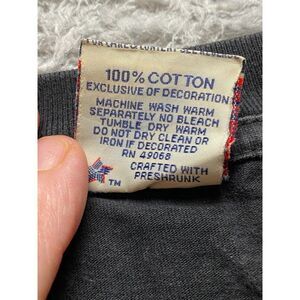 100% COTTON
EXCLUSIVE OF DECORATION
MACHINE WASH WARM
SEPARATELY NO BLEACH
TUMBLE DRY WARM
DO NOT DRY CLEAN OR
IRON IF DECORATED
RN 49068
CRAFTED WITH
TM PRESHRUNK